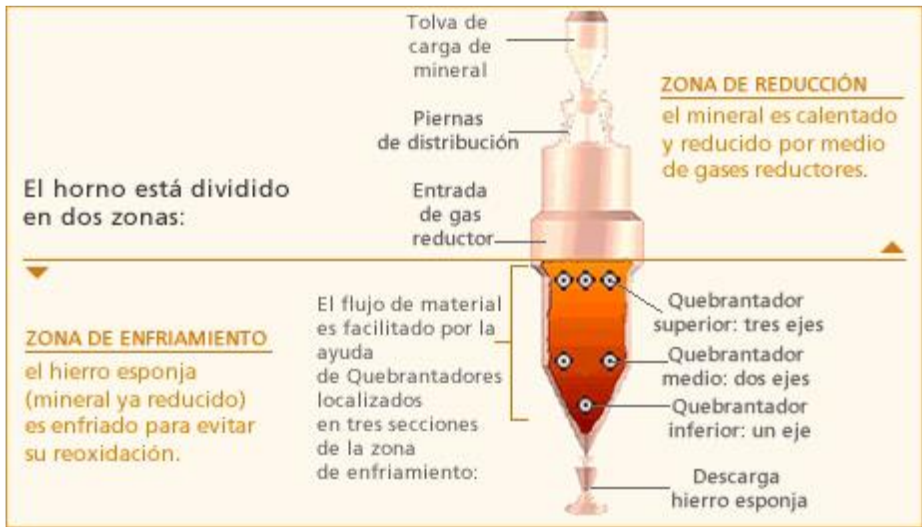 Tolva de
carga de
mineral
ZONA DE REDUCCIÓN
el mineral es calentado
y reducido por medio
de gases reductores.
Piernas
de distribución
El horno está dividido
en dos zonas:
Entrada
de gas
reductor
ZONA DE ENFRIAMIENTO
el hierro esponja
(mineral ya reducido)
es enfriado para evitar
su reoxidación.
El flujo de material
es facilitado por la
ayuda
de Quebrantadores
localizados
en tres secciones
de la zona
de enfriamiento:
Quebrantador
superior: tres ejes
Quebrantador
medio: dos ejes
Quebrantador
inferior: un eje
Descarga
hierro esponja